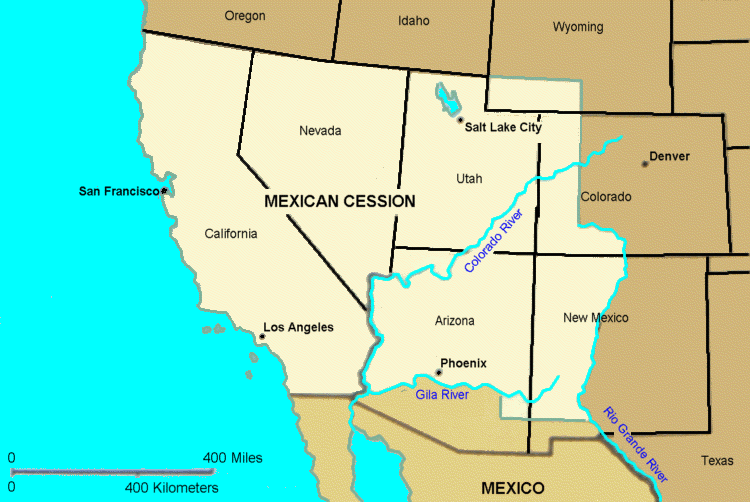 Oregon
Idaho
Wyoming
Nevada
Salt Lake City
Denver
Utah
San Francisco
MEXICAN CESSION
Colorado
California
Colorado River
Los Angeles
Arizona
New Mexico
Phoenix
Gila River
Rio Grande River
0 400 Miles
0 400 Kilometers
Texas
MEXICO